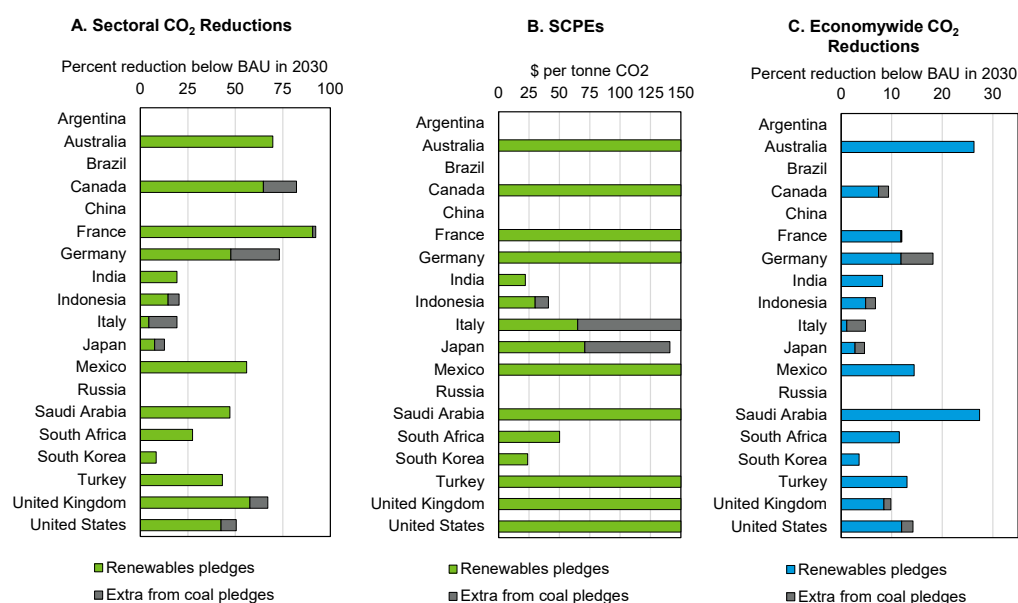 A. Sectoral CO2 Reductions
Percent reduction below BAU in 2030
0 25 50 75 100
Argentina
Australia
Brazil
Canada
China
France
Germany
India
Indonesia
Italy
Japan
Mexico
Russia
Saudi Arabia
South Africa
South Korea
Turkey
United Kingdom
United States
Renewables pledges
Extra from coal pledges
B. SCPEs
$ per tonne CO2
0 25 50 75 100 125 150
Argentina
Australia
Brazil
Canada
China
France
Germany
India
Indonesia
Italy
Japan
Mexico
Russia
Saudi Arabia
South Africa
South Korea
Turkey
United Kingdom
United States
Renewables pledges
Extra from coal pledges
C. Economywide CO2
Reductions
Percent reduction below BAU in 2030
0 10 20 30
Argentina
Australia
Brazil
Canada
China
France
Germany
India
Indonesia
Italy
Japan
Mexico
Russia
Saudi Arabia
South Africa
South Korea
Turkey
United Kingdom
United States
Renewables pledges
Extra from coal pledges